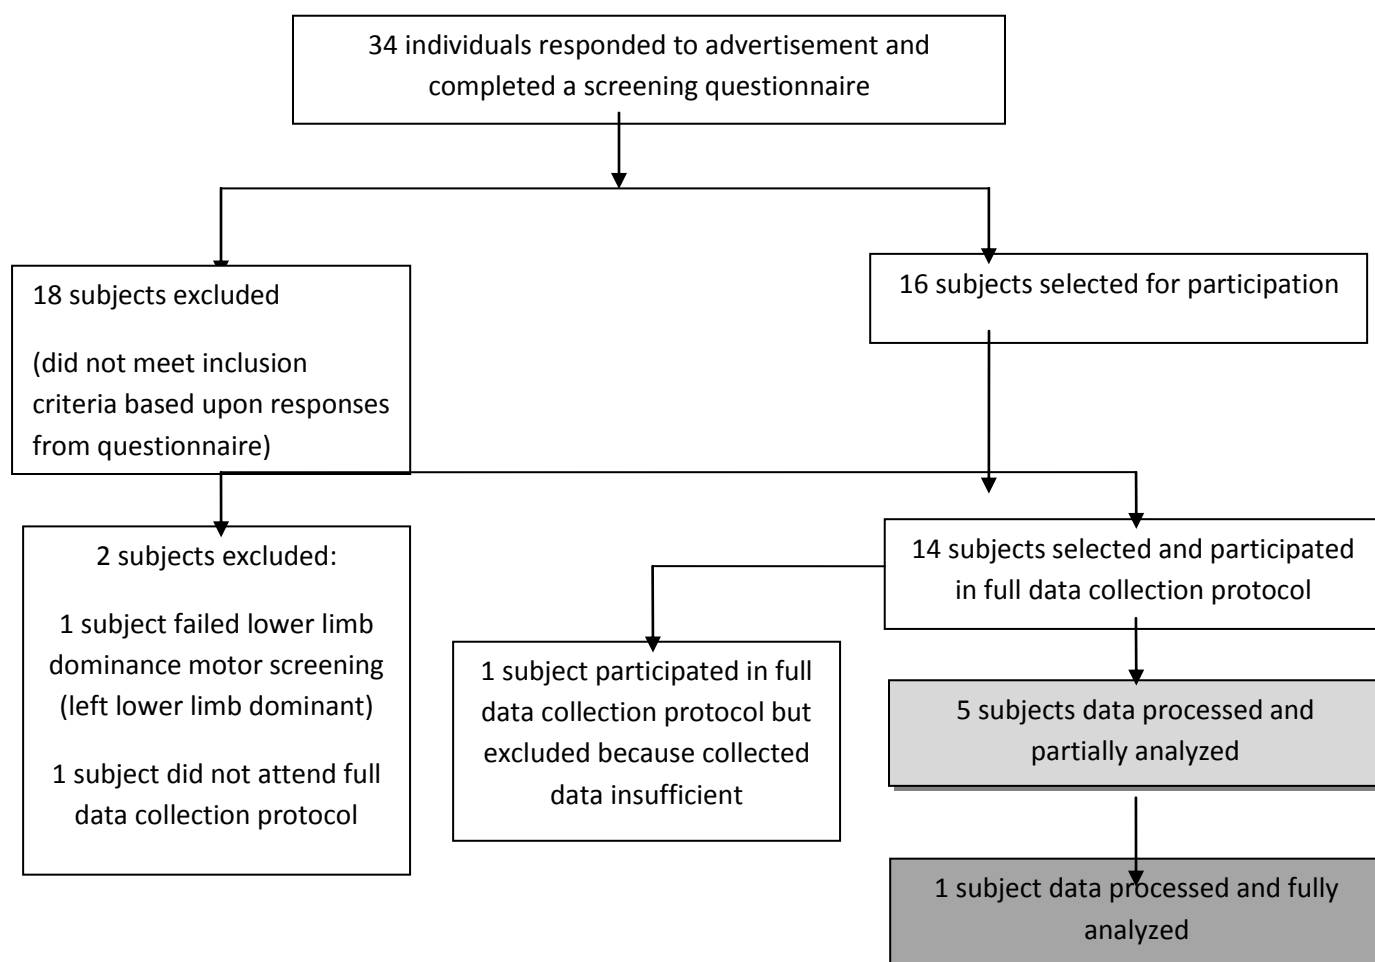 34 individuals responded to advertisement and
completed a screening questionnaire
18 subjects excluded
(did not meet inclusion
criteria based upon responses
from questionnaire)
16 subjects selected for participation
2 subjects excluded:
1 subject failed lower limb
dominance motor screening
(left lower limb dominant)
1 subject did not attend full
data collection protocol
14 subjects selected and participated
in full data collection protocol
1 subject participated in full
data collection protocol but
excluded because collected
data insufficient
5 subjects data processed and
partially analyzed
1 subject data processed and fully
analyzed